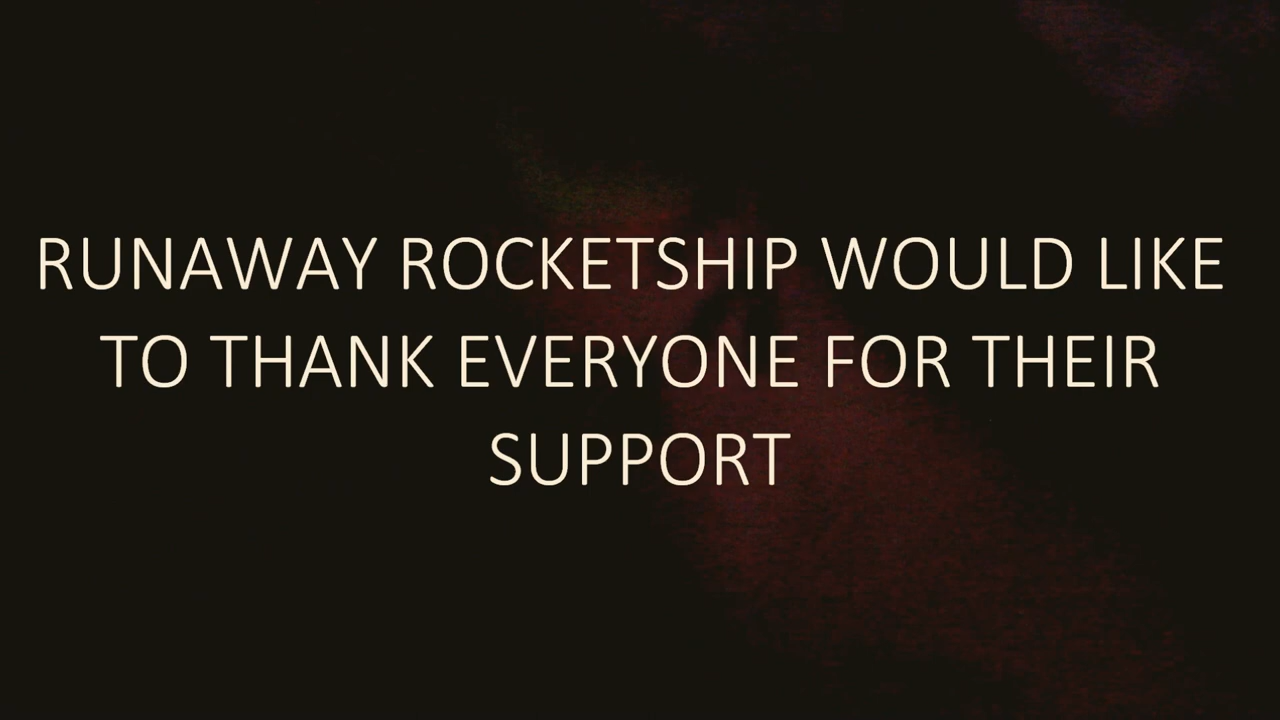 RUNAWAY ROCKETSHIP WOULD LIKE
TO THANK EVERYONE FOR THEIR
SUPPORT